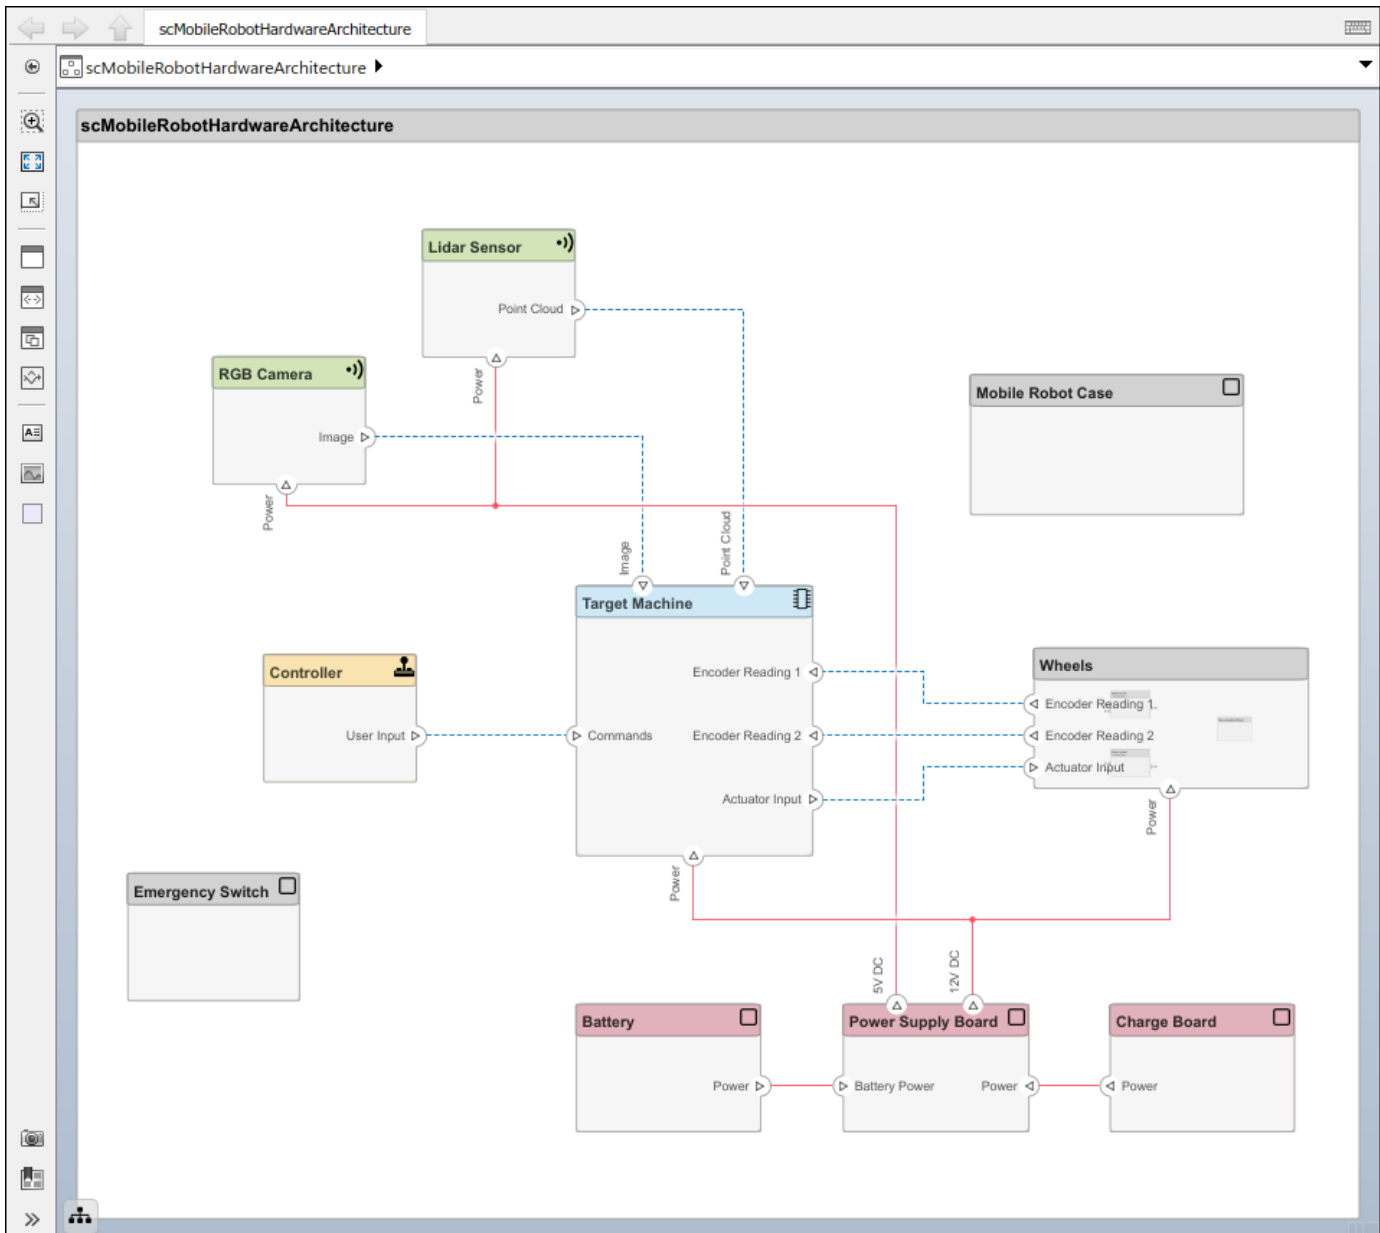 scMobileRobotHardwareArchitecture
scMobileRobotHardwareArchitecture
scMobileRobotHardwareArchitecture
Lidar Sensor
Point Cloud
Power
RGB Camera
Image
Power
Mobile Robot Case
Image
Point Cloud
Target Machine
Encoder Reading 1
Commands
Encoder Reading 2
Actuator Input
Power
Controller
User Input
Wheels
Encoder Reading 1
Encoder Reading 2
Actuator Input
Power
Emergency Switch
5V DC
12V DC
Battery
Power
Power Supply Board
Battery Power
Power
Charge Board
Power